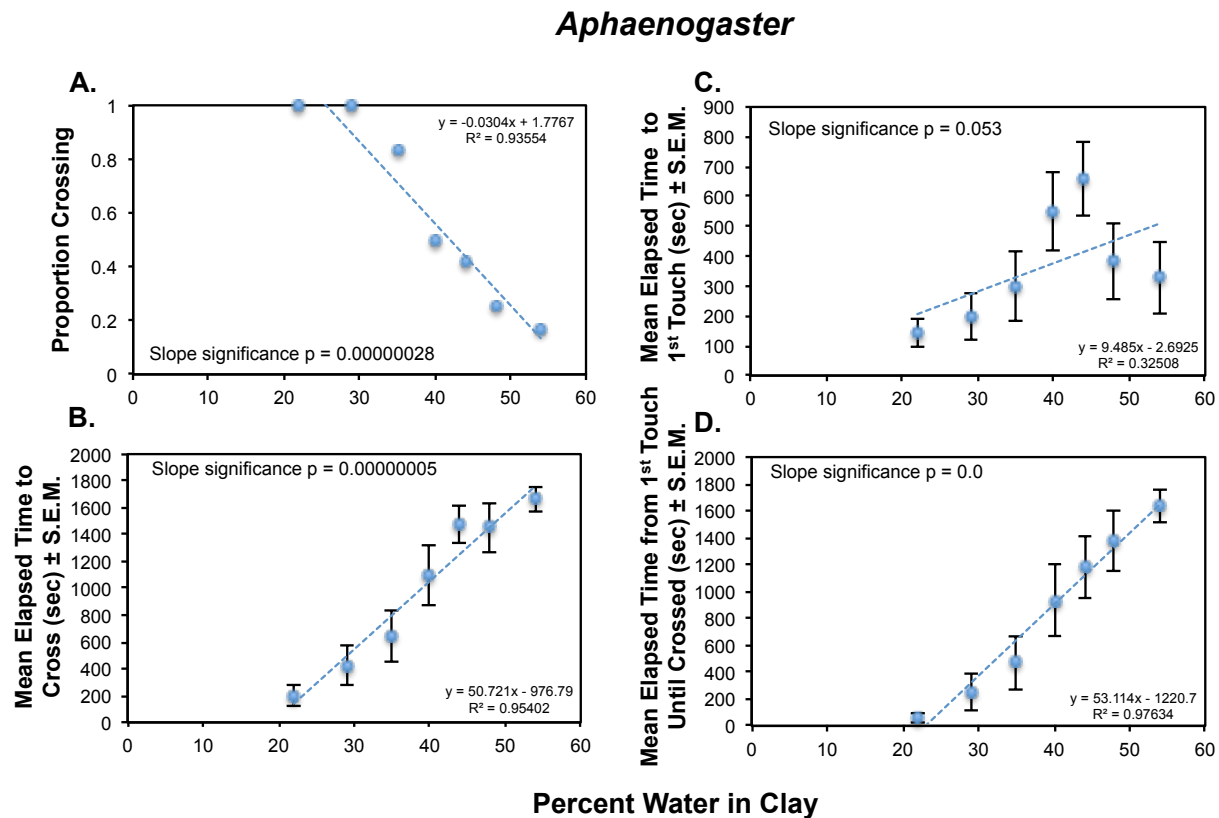 Aphaenogaster
A.
Proportion Crossing
1
0.8
0.6
0.4
0.2
0
y = -0.0304x + 1.7767
R² = 0.93554
Slope significance p = 0.00000028
0 10 20 30 40 50 60
B.
Mean Elapsed Time to
Cross (sec) ± S.E.M.
2000
1800
1600
1400
1200
1000
800
600
400
200
0
Slope significance p = 0.00000005
y = 50.721x - 976.79
R² = 0.95402
0 10 20 30 40 50 60
C.
Mean Elapsed Time to
1st Touch (sec) ± S.E.M.
900
800
700
600
500
400
300
200
100
0
Slope significance p = 0.053
y = 9.485x - 2.6925
R² = 0.32508
0 10 20 30 40 50 60
D.
Mean Elapsed Time from 1st Touch
Until Crossed (sec) ± S.E.M.
2000
1800
1600
1400
1200
1000
800
600
400
200
0
Slope significance p = 0.0
y = 53.114x - 1220.7
R² = 0.97634
0 10 20 30 40 50 60
Percent Water in Clay